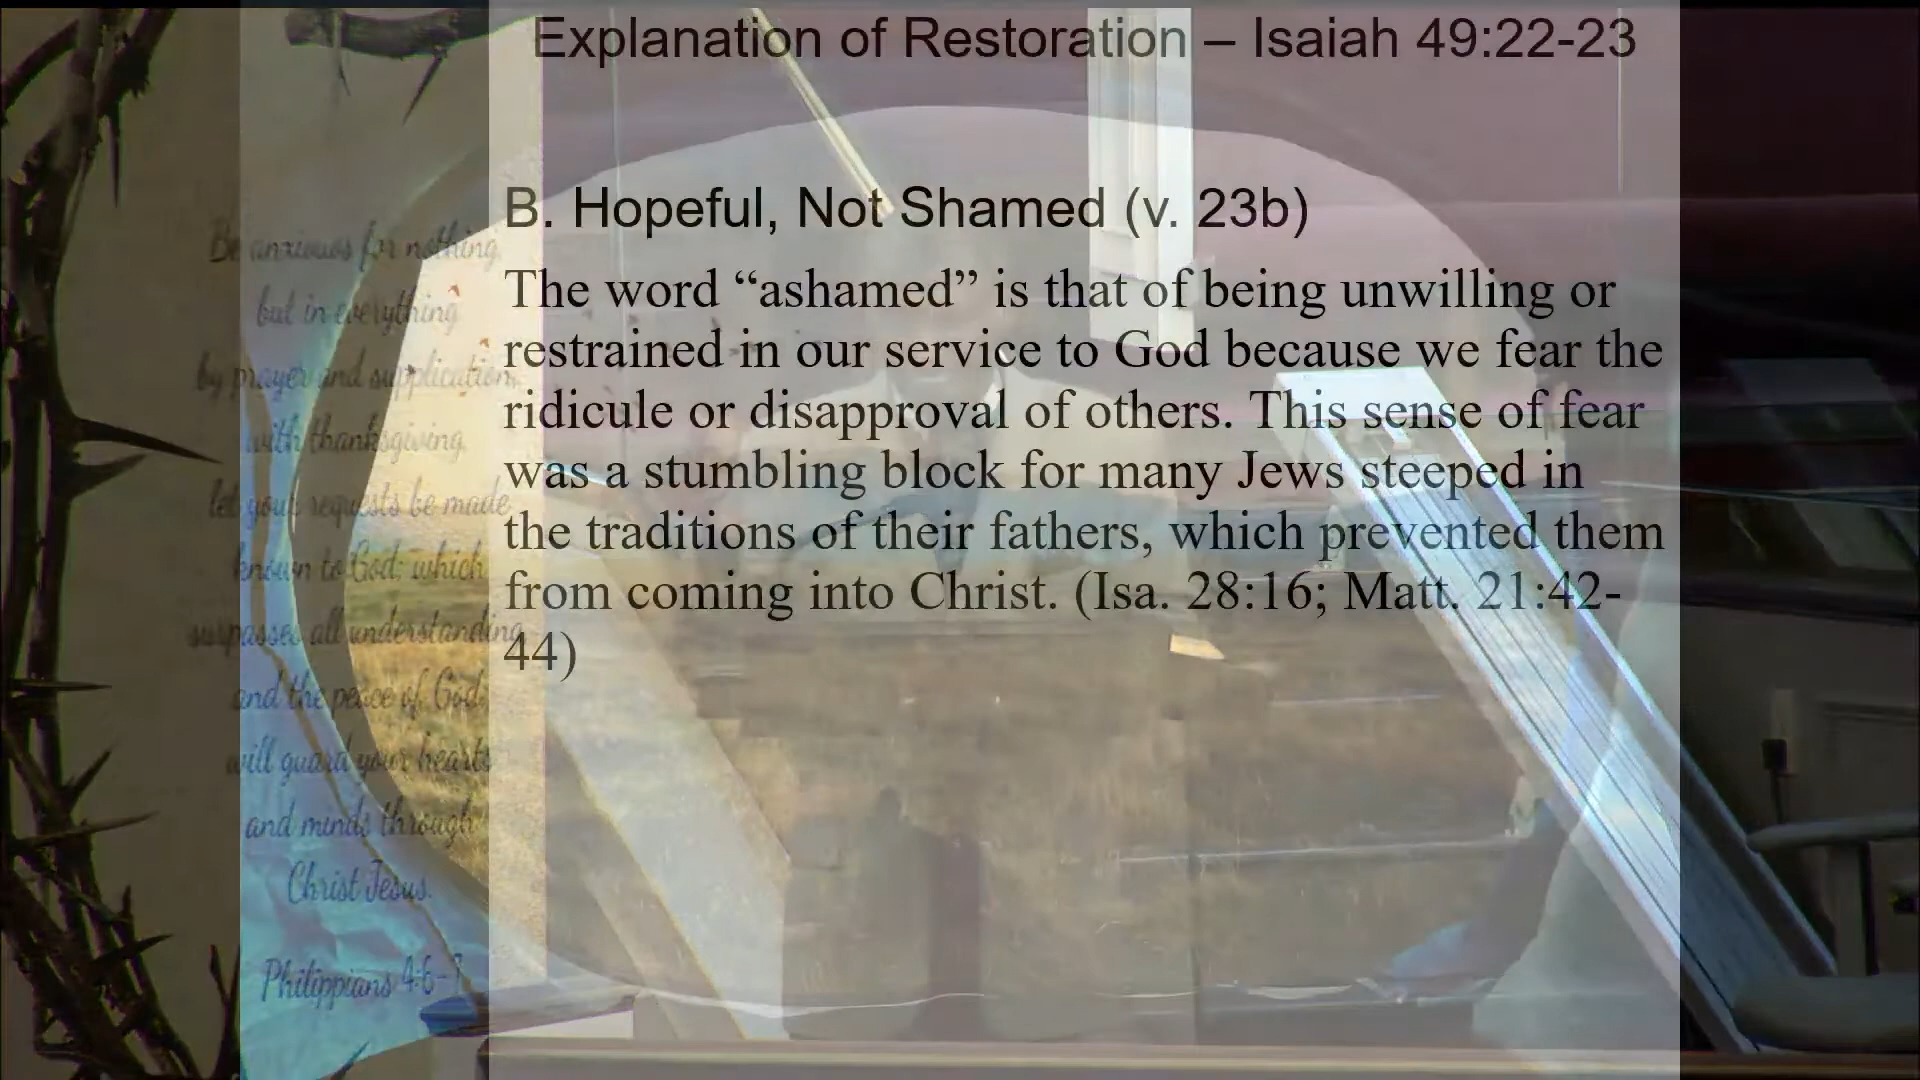 Explanation of Restoration – Isaiah 49:22-23
B. Hopeful, Not Shamed (v. 23b)
The word “ashamed” is that of being unwilling or
restrained in our service to God because we fear the
ridicule or disapproval of others. This sense of fear
was a stumbling block for many Jews steeped in
the traditions of their fathers, which prevented them
from coming into Christ. (Isa. 28:16; Matt. 21:42-
44)
Be anxious for nothing,
but in everything
by prayer and supplication,
with thanksgiving,
let your requests be made
known to God; which
surpasses all understanding
and the peace of God,
will guard your hearts
and minds through
Christ Jesus.
Philippians 4:6-7